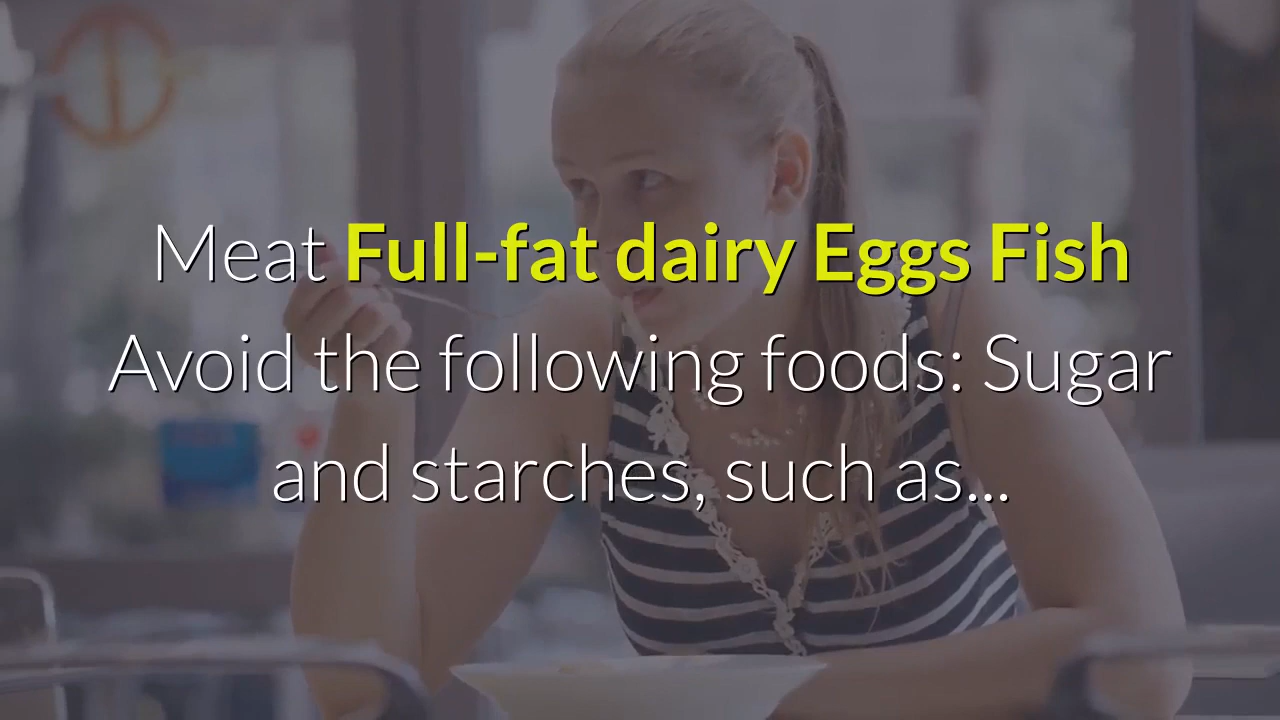 Meat Full-fat dairy Eggs Fish
Avoid the following foods: Sugar
and starches, such as...